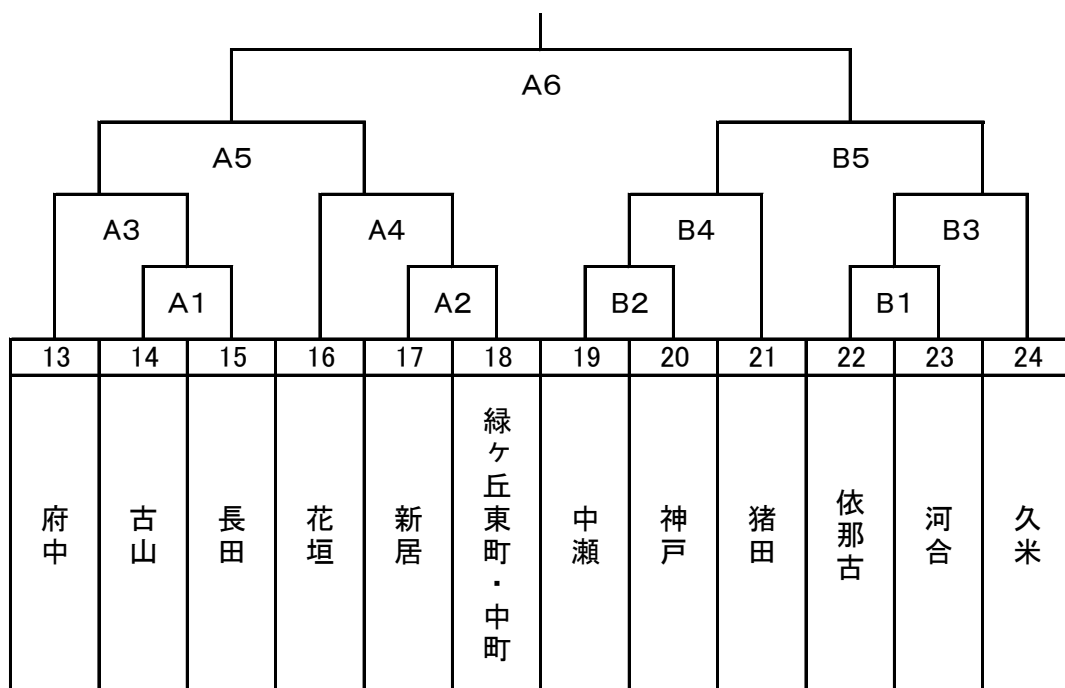 A6
A5
B5
A3
A4
B4
B3
A1
A2
B2
B1
13
14
15
16
17
18
19
20
21
22
23
24
府中
古山
長田
花垣
新居
緑ヶ丘東町・中町
中瀬
神戸
猪田
依那古
河合
久米